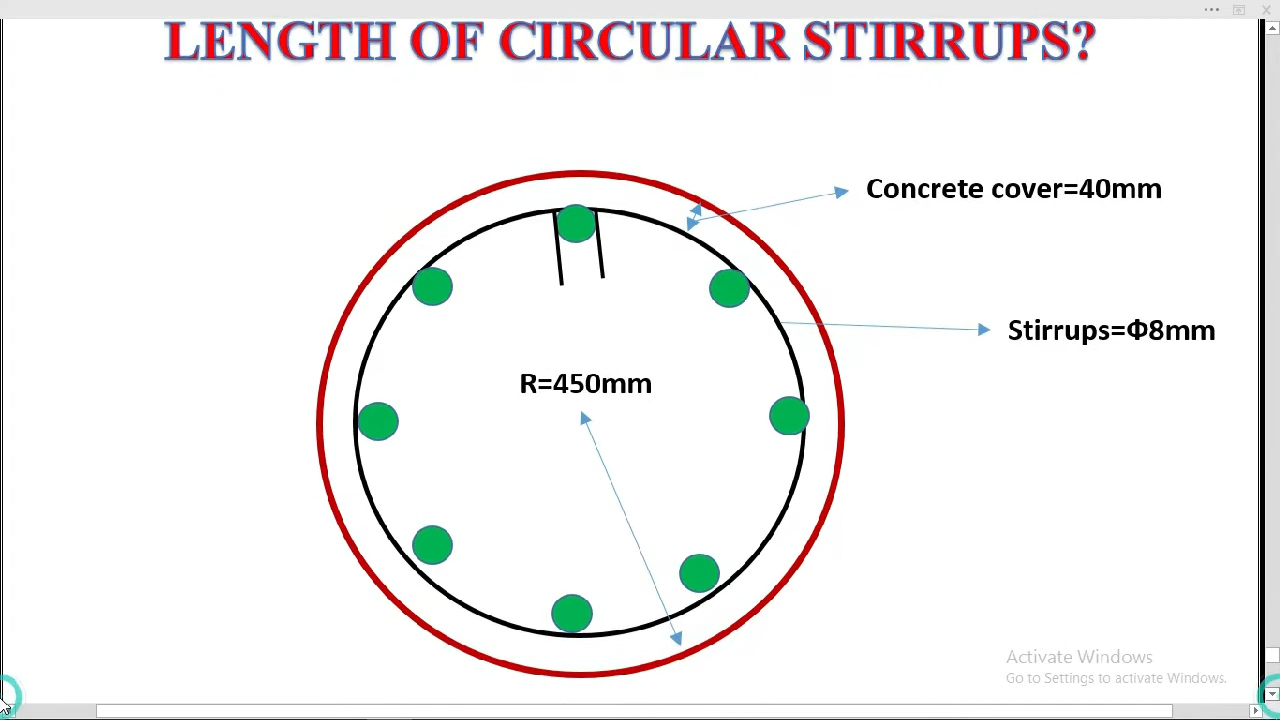 LENGTH OF CIRCULAR STIRRUPS?
Concrete cover=40mm
Stirrups=Φ8mm
R=450mm
Activate Windows
Go to Settings to activate Windows.